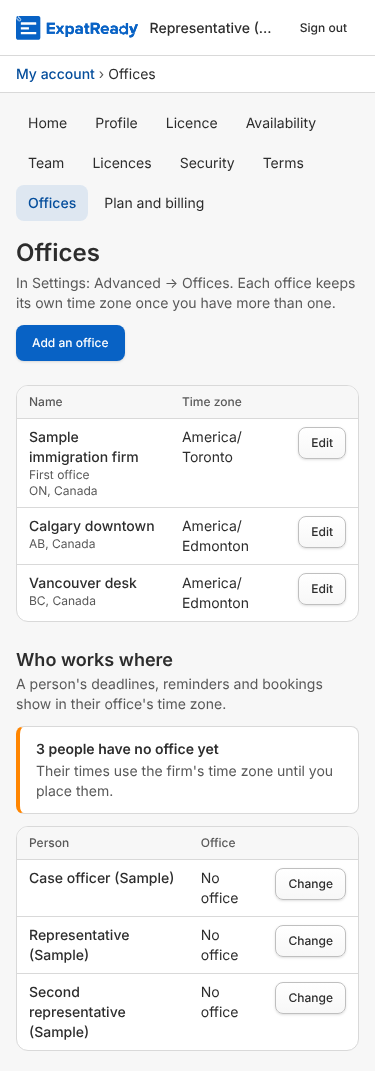 ExpatReady Representative (... Sign out
My account › Offices
Home Profile Licence Availability
Team Licences Security Terms
Offices Plan and billing
Offices
In Settings: Advanced → Offices. Each office keeps
its own time zone once you have more than one.
Add an office
Name Time zone
Sample America/ Edit
immigration firm Toronto
First office
ON, Canada
Calgary downtown America/ Edit
AB, Canada Edmonton
Vancouver desk America/ Edit
BC, Canada Edmonton
Who works where
A person's deadlines, reminders and bookings
show in their office's time zone.
3 people have no office yet
Their times use the firm's time zone until you
place them.
Person Office
Case officer (Sample) No Change
office
Representative No Change
(Sample) office
Second No Change
representative office
(Sample)